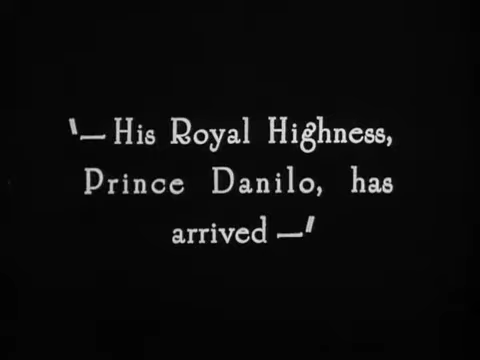 "— His Royal Highness,
Prince Danilo, has
arrived —"